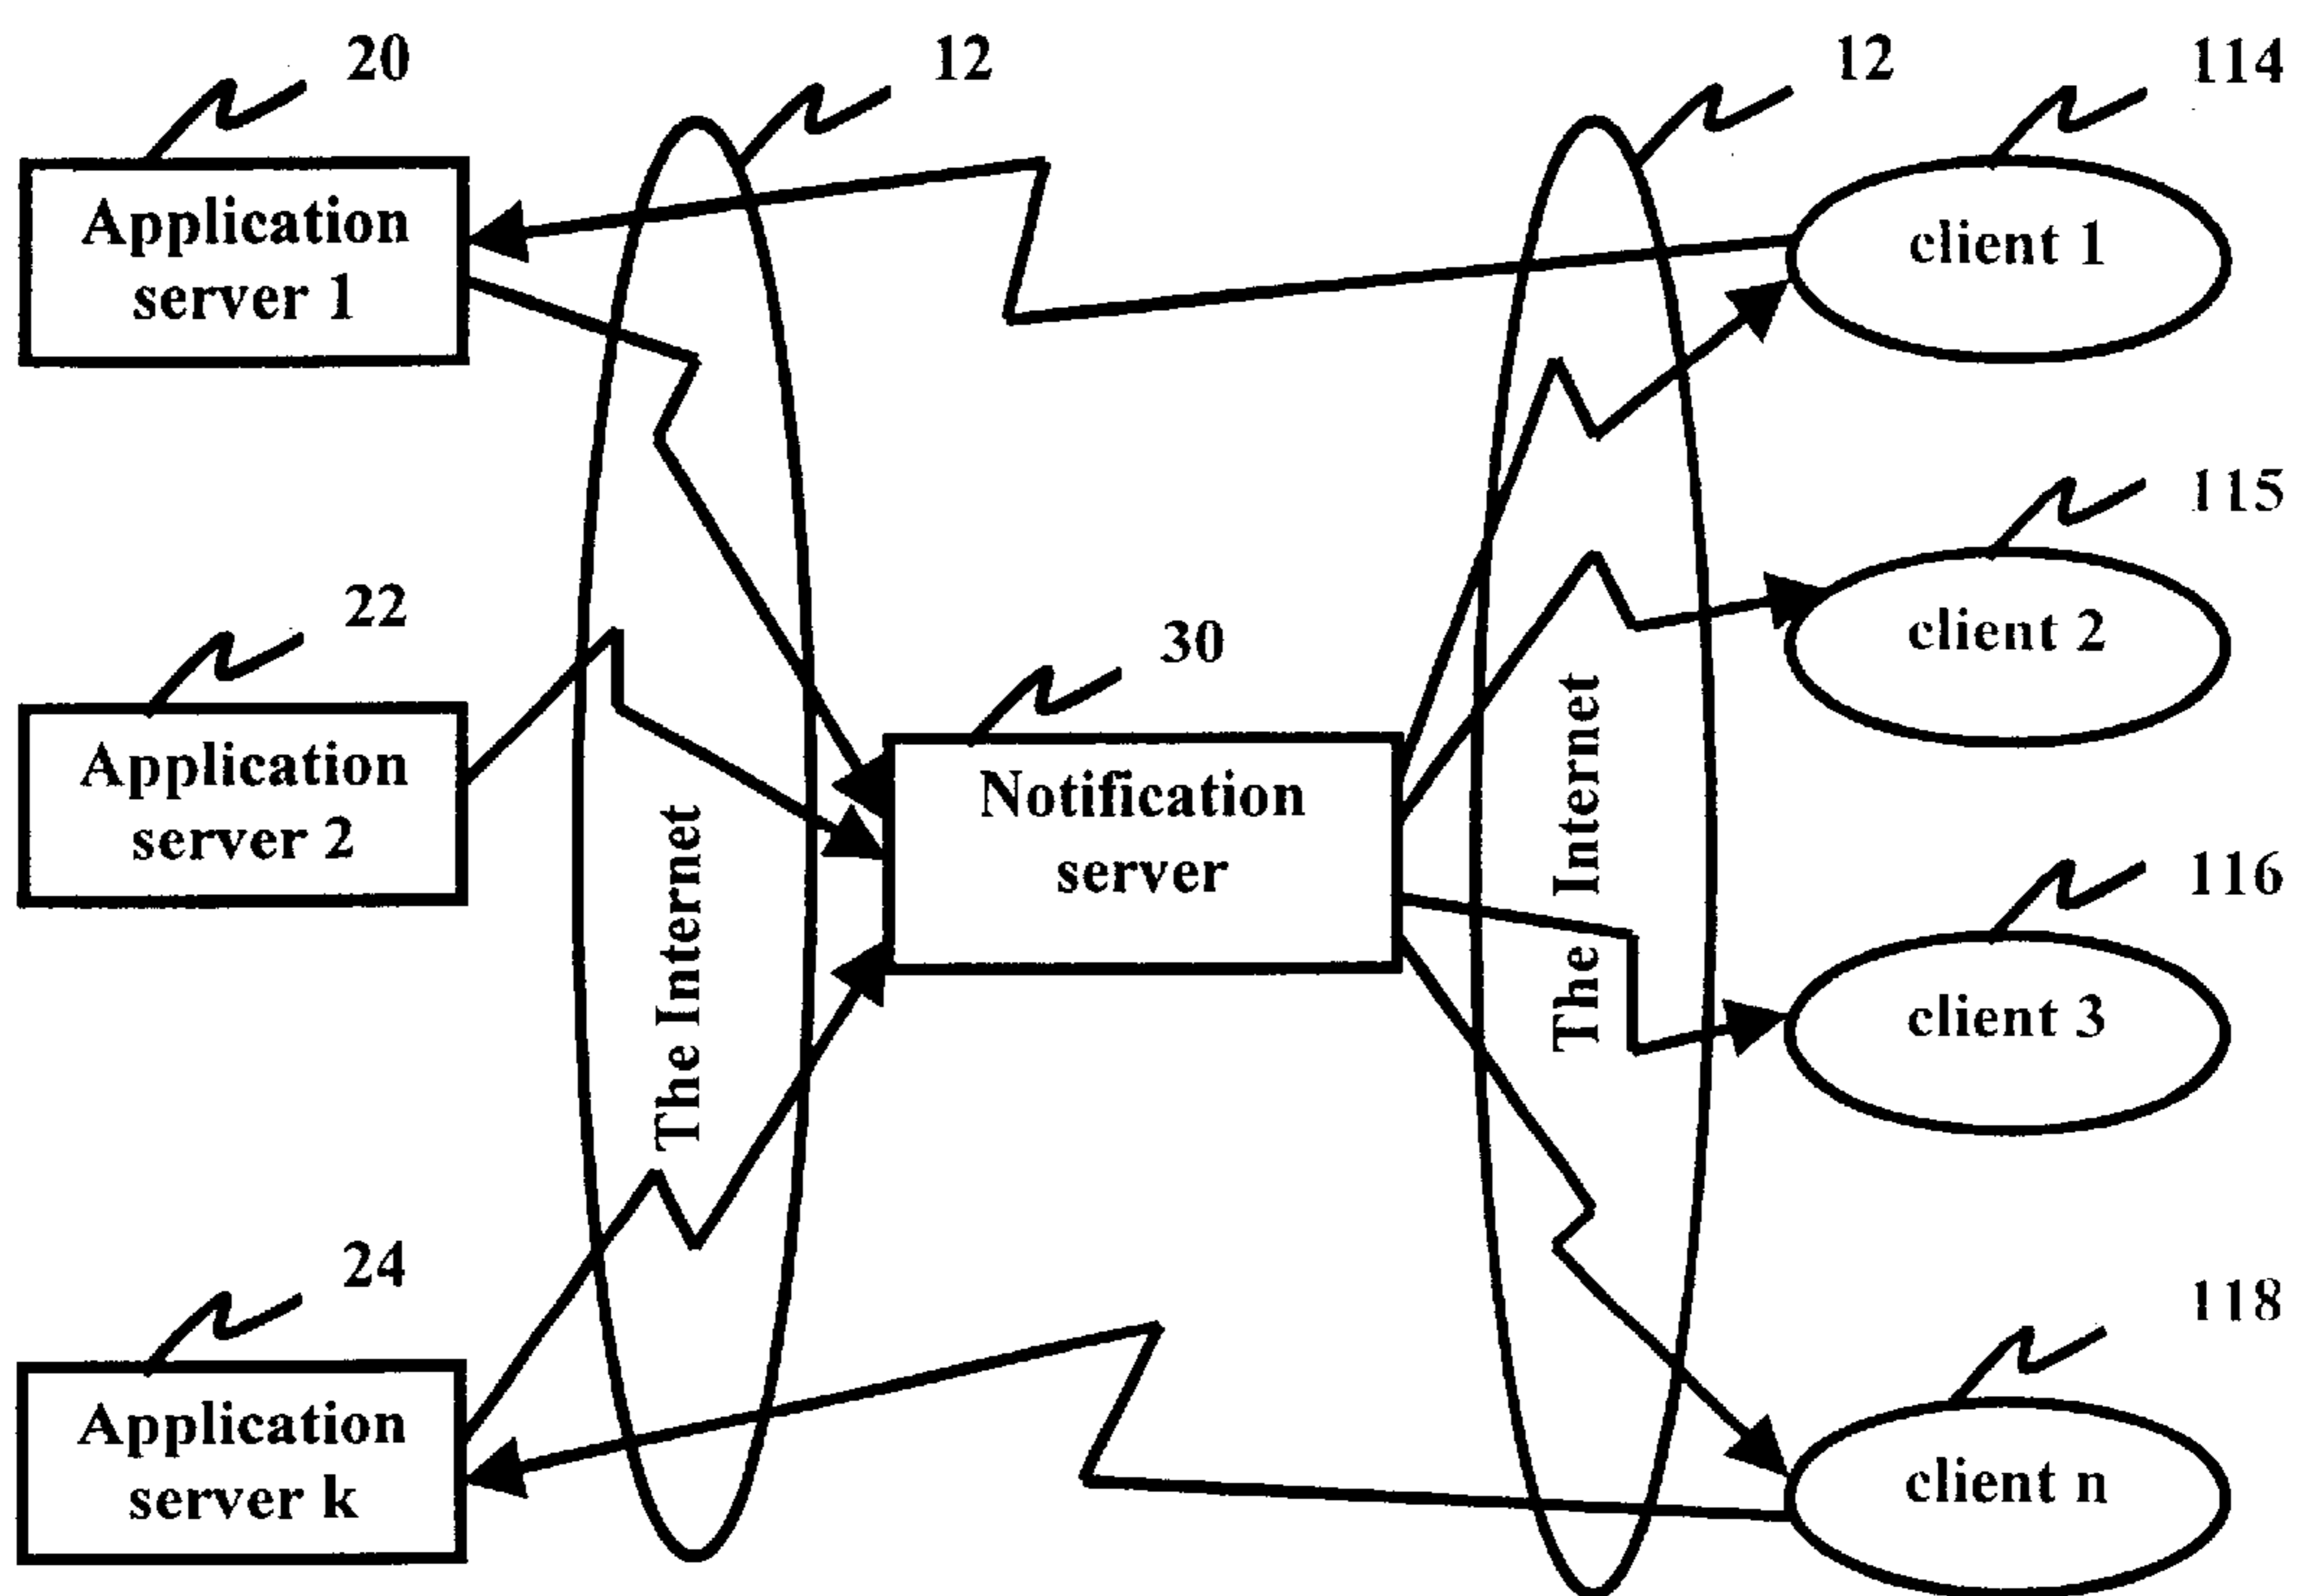 20
12
12
114
Application
server 1
client 1
115
22
30
client 2
Application
server 2
The Internet
Notification
server
The Internet
116
client 3
24
118
Application
server k
client n